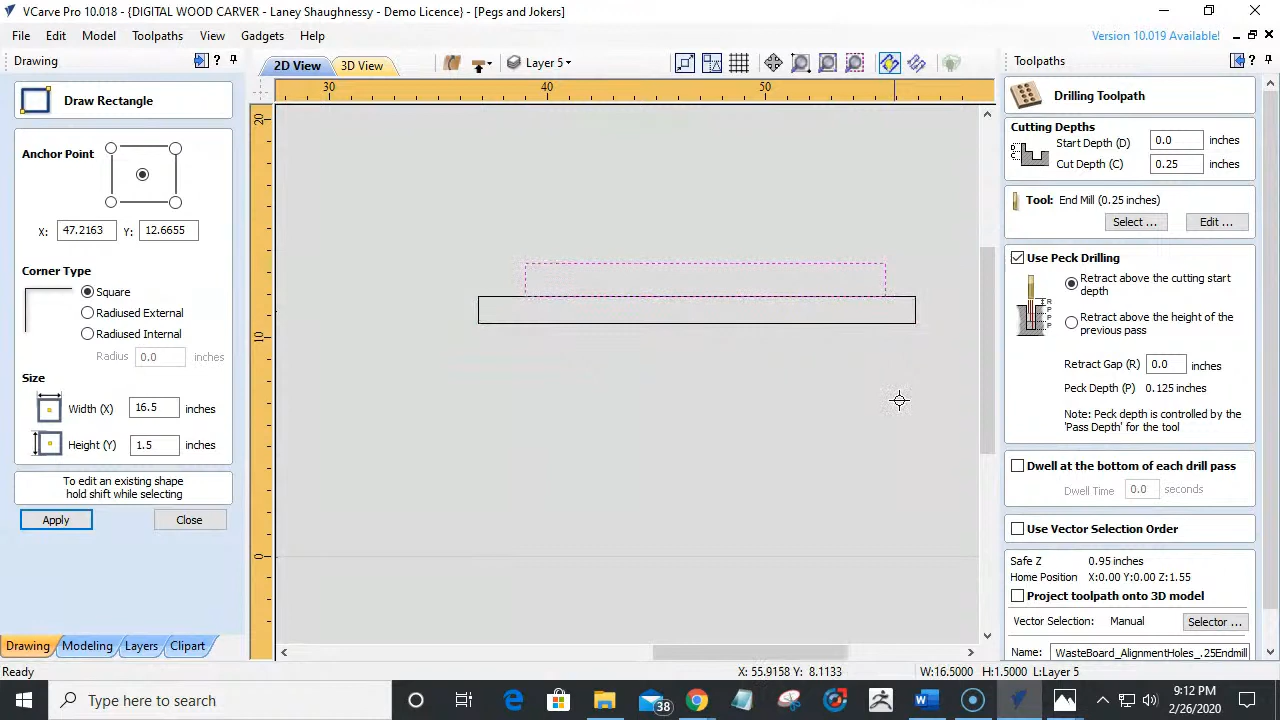 VCarve Pro 10.018 - {DIGITAL WOOD CARVER - Laney Shaughnessy - Demo Licence} - [Pegs and Jokers]
File Edit Model Toolpaths View Gadgets Help
Version 10.019 Available!
Drawing
2D View 3D View
Layer 5
Toolpaths
Draw Rectangle
Anchor Point
X: 47.2163 Y: 12.6655
Corner Type
Square
Radiused External
Radiused Internal
Radius 0.0 inches
Size
Width (X) 16.5 inches
Height (Y) 1.5 inches
To edit an existing shape
hold shift while selecting
Apply Close
Drawing Modeling Layers Clipart
30 40 50
20
10
0
Drilling Toolpath
Cutting Depths
Start Depth (D) 0.0 inches
Cut Depth (C) 0.25 inches
Tool: End Mill (0.25 inches)
Select ... Edit ...
Use Peck Drilling
Retract above the cutting start
depth
Retract above the height of the
previous pass
Retract Gap (R) 0.0 inches
Peck Depth (P) 0.125 inches
Note: Peck depth is controlled by the
'Pass Depth' for the tool
Dwell at the bottom of each drill pass
Dwell Time 0.0 seconds
Use Vector Selection Order
Safe Z 0.95 inches
Home Position X:0.00 Y:0.00 Z:1.55
Project toolpath onto 3D model
Vector Selection: Manual Selector ...
Name: WasteBoard_AlignmentHoles_.25Endmill
Ready
X: 55.9158 Y: 8.1133
W:16.5000 H:1.5000 L:Layer 5
Type here to search
38
9:12 PM
2/26/2020